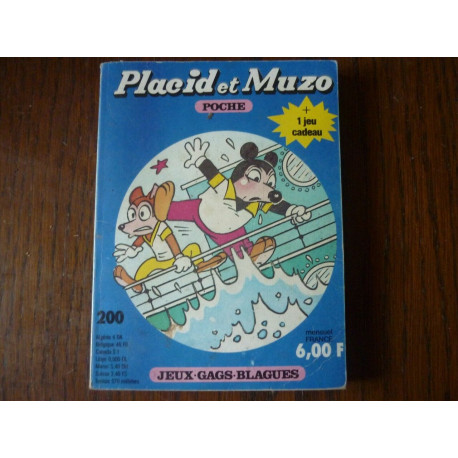 Placid et Muzo
POCHE
+
1 jeu
cadeau
200
mensuel
FRANCE
6,00 F
JEUX·GAGS·BLAGUES